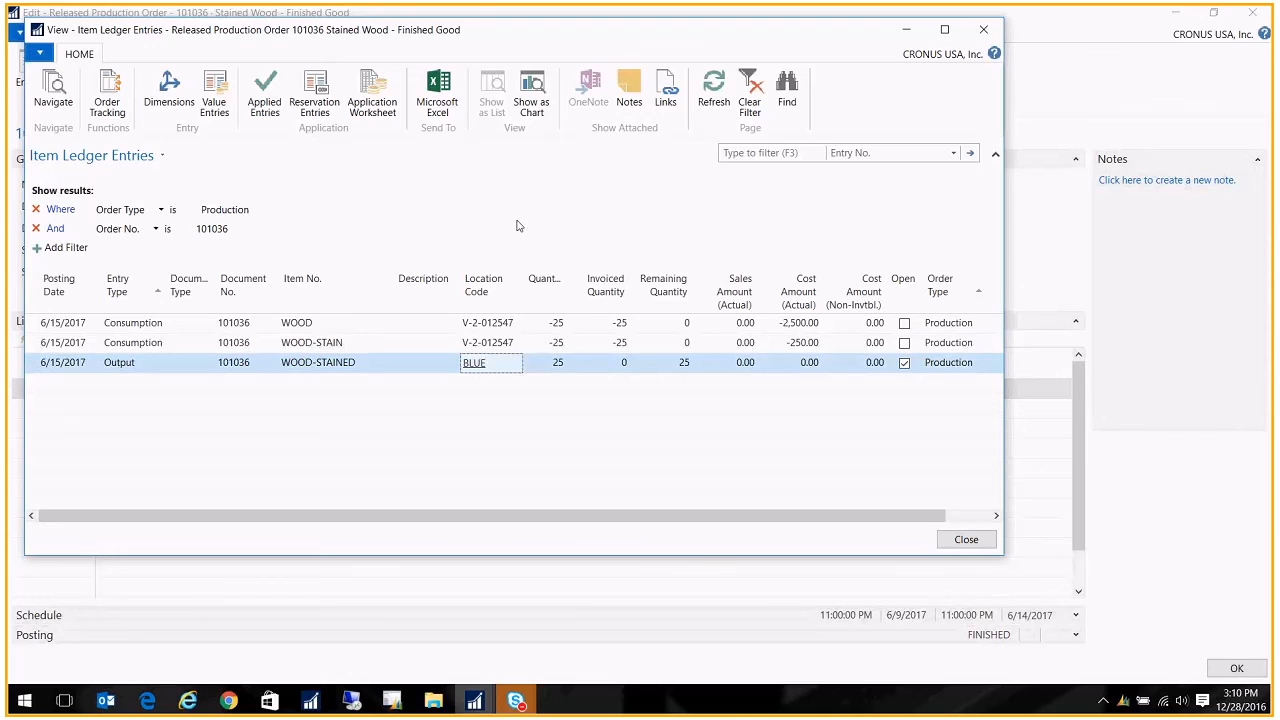 Edit - Released Production Order - 101036 - Stained Wood - Finished Good
View - Item Ledger Entries - Released Production Order 101036 Stained Wood - Finished Good
CRONUS USA, Inc.
HOME
CRONUS USA, Inc.
Navigate
Order Tracking
Dimensions
Value Entries
Applied Entries
Reservation Entries
Application Worksheet
Microsoft Excel
Show as List
Show as Chart
OneNote
Notes
Links
Refresh
Clear Filter
Find
Navigate
Functions
Entry
Application
Send To
View
Show Attached
Page
Item Ledger Entries
Type to filter (F3)
Entry No.
Show results:
Where Order Type is Production
And Order No. is 101036
Add Filter
Posting Date
Entry Type
Docum... Type
Document No.
Item No.
Description
Location Code
Quant...
Invoiced Quantity
Remaining Quantity
Sales Amount (Actual)
Cost Amount (Actual)
Cost Amount (Non-Invtbl.)
Open
Order Type
6/15/2017 Consumption 101036 WOOD V-2-012547 -25 -25 0 0.00 -2,500.00 0.00 Production
6/15/2017 Consumption 101036 WOOD-STAIN V-2-012547 -25 -25 0 0.00 -250.00 0.00 Production
6/15/2017 Output 101036 WOOD-STAINED BLUE 25 0 25 0.00 0.00 0.00 Production
Close
Notes
Click here to create a new note.
Schedule 11:00:00 PM 6/9/2017 11:00:00 PM 6/14/2017
Posting FINISHED
OK
3:10 PM
12/28/2016